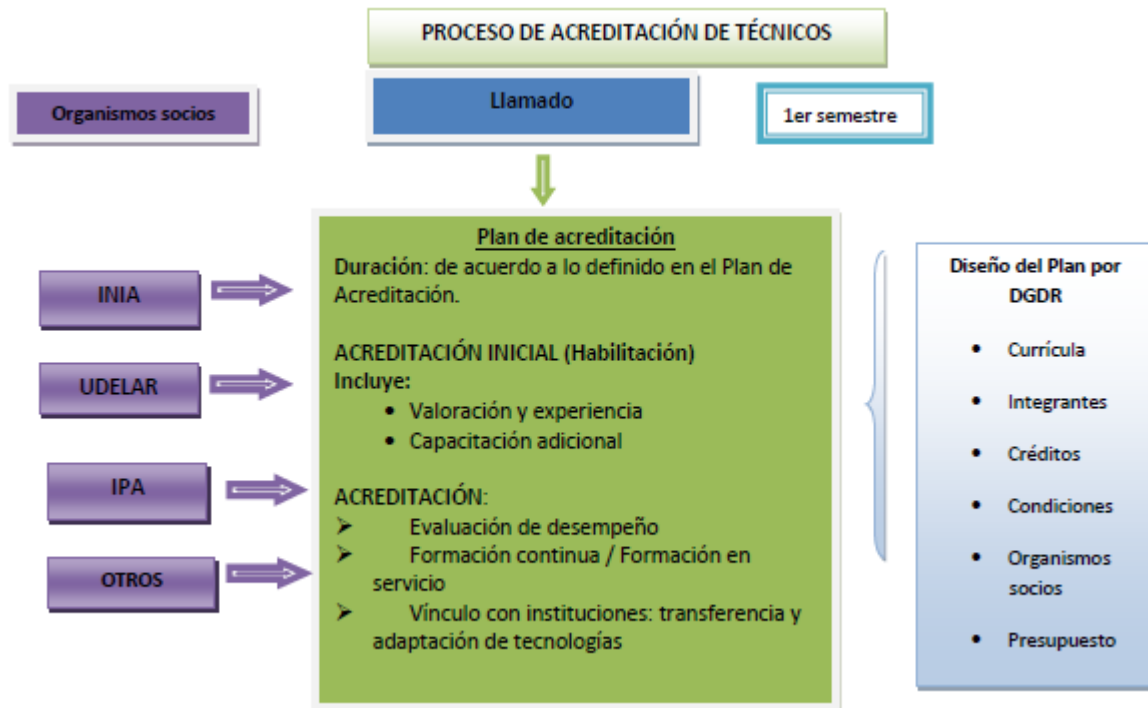 PROCESO DE ACREDITACIÓN DE TÉCNICOS
Organismos socios
Llamado
1er semestre
INIA
UDELAR
IPA
OTROS
Plan de acreditación
Duración: de acuerdo a lo definido en el Plan de
Acreditación.
ACREDITACIÓN INICIAL (Habilitación)
Incluye:
• Valoración y experiencia
• Capacitación adicional
ACREDITACIÓN:
➢ Evaluación de desempeño
➢ Formación continua / Formación en
servicio
➢ Vínculo con instituciones: transferencia y
adaptación de tecnologías
Diseño del Plan por
DGDR
• Currícula
• Integrantes
• Créditos
• Condiciones
• Organismos
socios
• Presupuesto